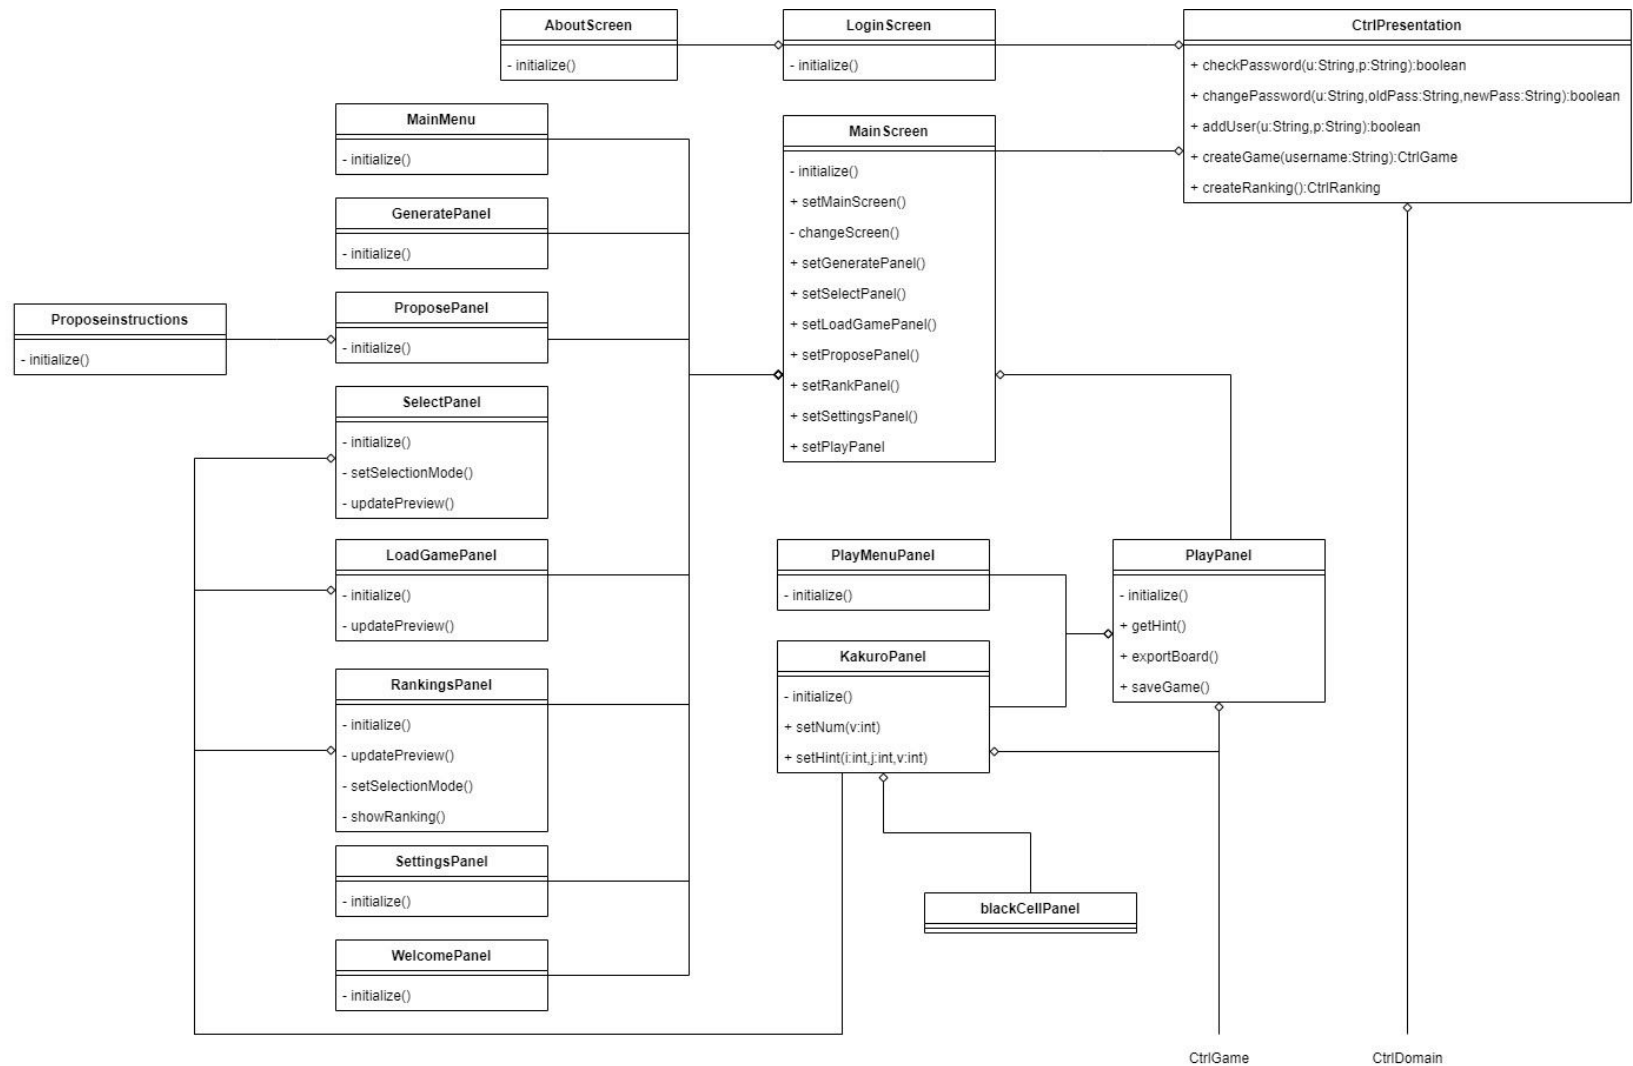 AboutScreen
- initialize()
LoginScreen
- initialize()
CtrlPresentation
+ checkPassword(u:String,p:String):boolean
+ changePassword(u:String,oldPass:String,newPass:String):boolean
+ addUser(u:String,p:String):boolean
+ createGame(username:String):CtrlGame
+ createRanking():CtrlRanking
MainMenu
- initialize()
GeneratePanel
- initialize()
Proposeinstructions
- initialize()
ProposePanel
- initialize()
SelectPanel
- initialize()
- setSelectionMode()
- updatePreview()
LoadGamePanel
- initialize()
- updatePreview()
RankingsPanel
- initialize()
- updatePreview()
- setSelectionMode()
- showRanking()
SettingsPanel
- initialize()
WelcomePanel
- initialize()
MainScreen
- initialize()
+ setMainScreen()
- changeScreen()
+ setGeneratePanel()
+ setSelectPanel()
+ setLoadGamePanel()
+ setProposePanel()
+ setRankPanel()
+ setSettingsPanel()
+ setPlayPanel
PlayMenuPanel
- initialize()
KakuroPanel
- initialize()
+ setNum(v:int)
+ setHint(i:int,j:int,v:int)
PlayPanel
- initialize()
+ getHint()
+ exportBoard()
+ saveGame()
blackCellPanel
CtrlGame
CtrlDomain